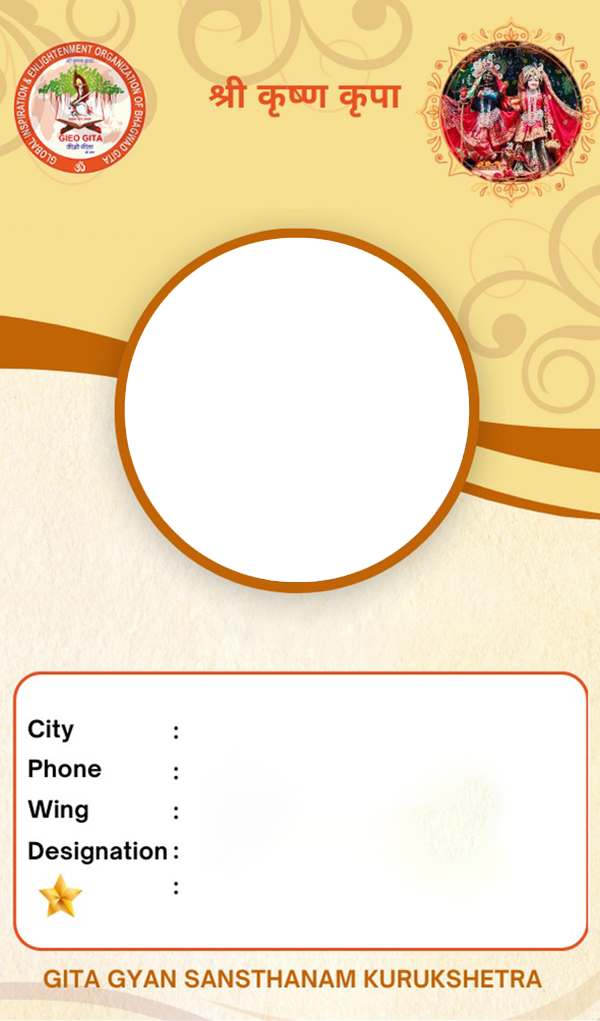 GLOBAL INSPIRATION & ENLIGHTENMENT ORGANIZATION OF BHAGWAD GITA
GIEO GITA
जीओ गीता
श्री कृष्ण कृपा
City :
Phone :
Wing :
Designation :
:
GITA GYAN SANSTHANAM KURUKSHETRA